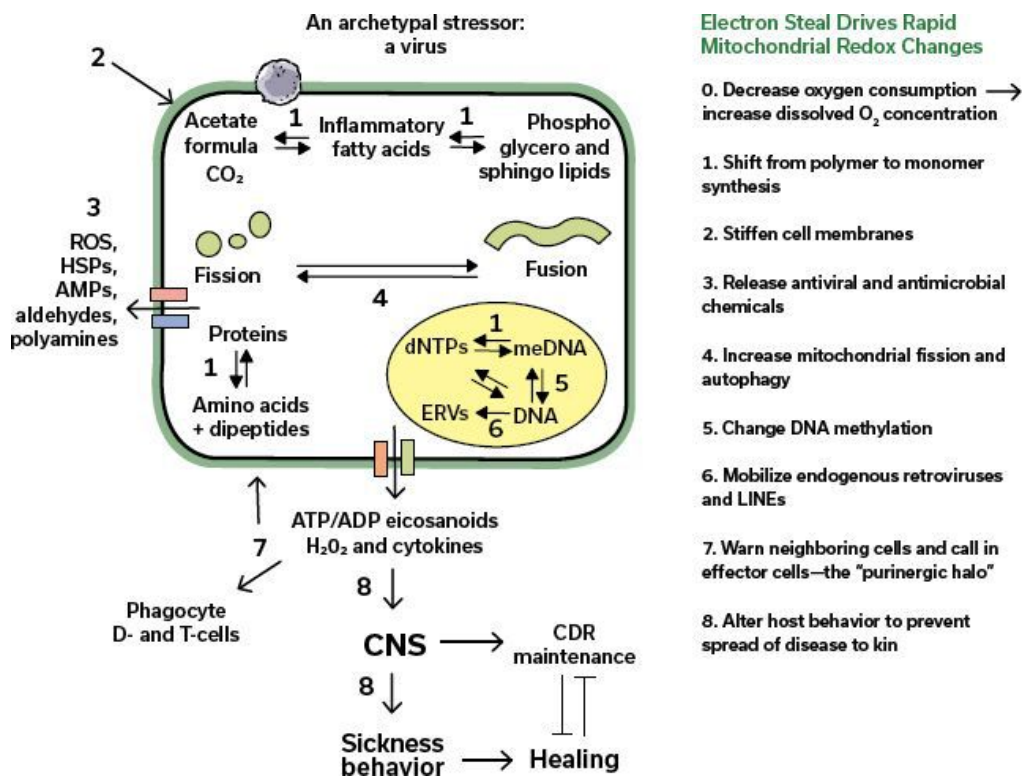 An archetypal stressor:
a virus
2
Acetate
formula
CO₂
1
Inflammatory
fatty acids
1
Phospho
glycero and
sphingo lipids
3
ROS,
HSPs,
AMPs,
aldehydes,
polyamines
Fission
4
Fusion
Proteins
1
Amino acids
+ dipeptides
dNTPs
1
meDNA
5
ERVs
6
DNA
7
ATP/ADP eicosanoids
H₂O₂ and cytokines
Phagocyte
D- and T-cells
8
CNS
CDR
maintenance
8
Sickness
behavior
Healing
Electron Steal Drives Rapid
Mitochondrial Redox Changes
0. Decrease oxygen consumption →
increase dissolved O₂ concentration
1. Shift from polymer to monomer
synthesis
2. Stiffen cell membranes
3. Release antiviral and antimicrobial
chemicals
4. Increase mitochondrial fission and
autophagy
5. Change DNA methylation
6. Mobilize endogenous retroviruses
and LINEs
7. Warn neighboring cells and call in
effector cells—the “purinergic halo”
8. Alter host behavior to prevent
spread of disease to kin